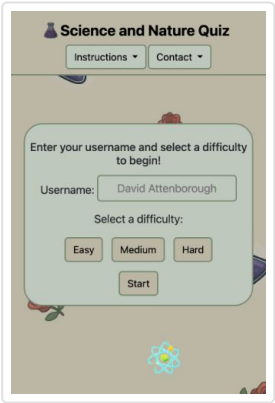 Science and Nature Quiz
Instructions
Contact
Enter your username and select a difficulty
to begin!
Username: David Attenborough
Select a difficulty:
Easy Medium Hard
Start